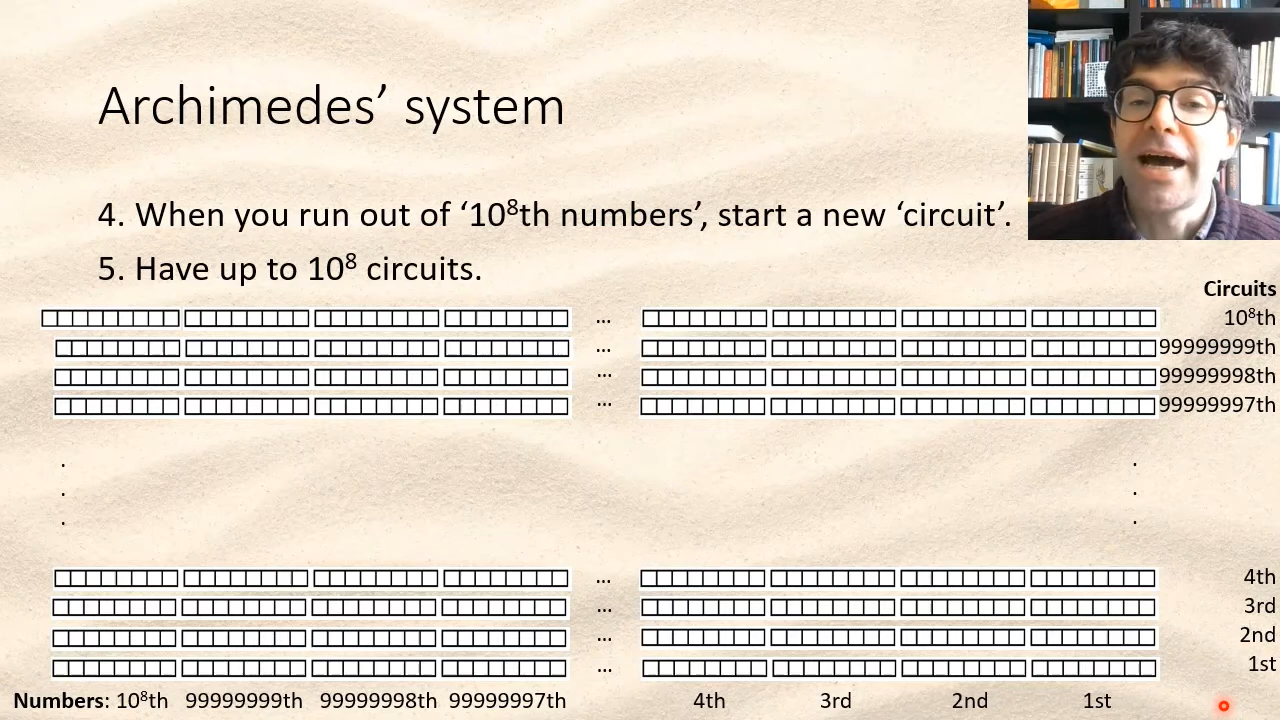 Archimedes’ system
4. When you run out of ‘10⁸th numbers’, start a new ‘circuit’.
5. Have up to 10⁸ circuits.
Circuits
... 10⁸th
... 99999999th
... 99999998th
... 99999997th
... 4th
... 3rd
... 2nd
... 1st
Numbers: 10⁸th 99999999th 99999998th 99999997th 4th 3rd 2nd 1st